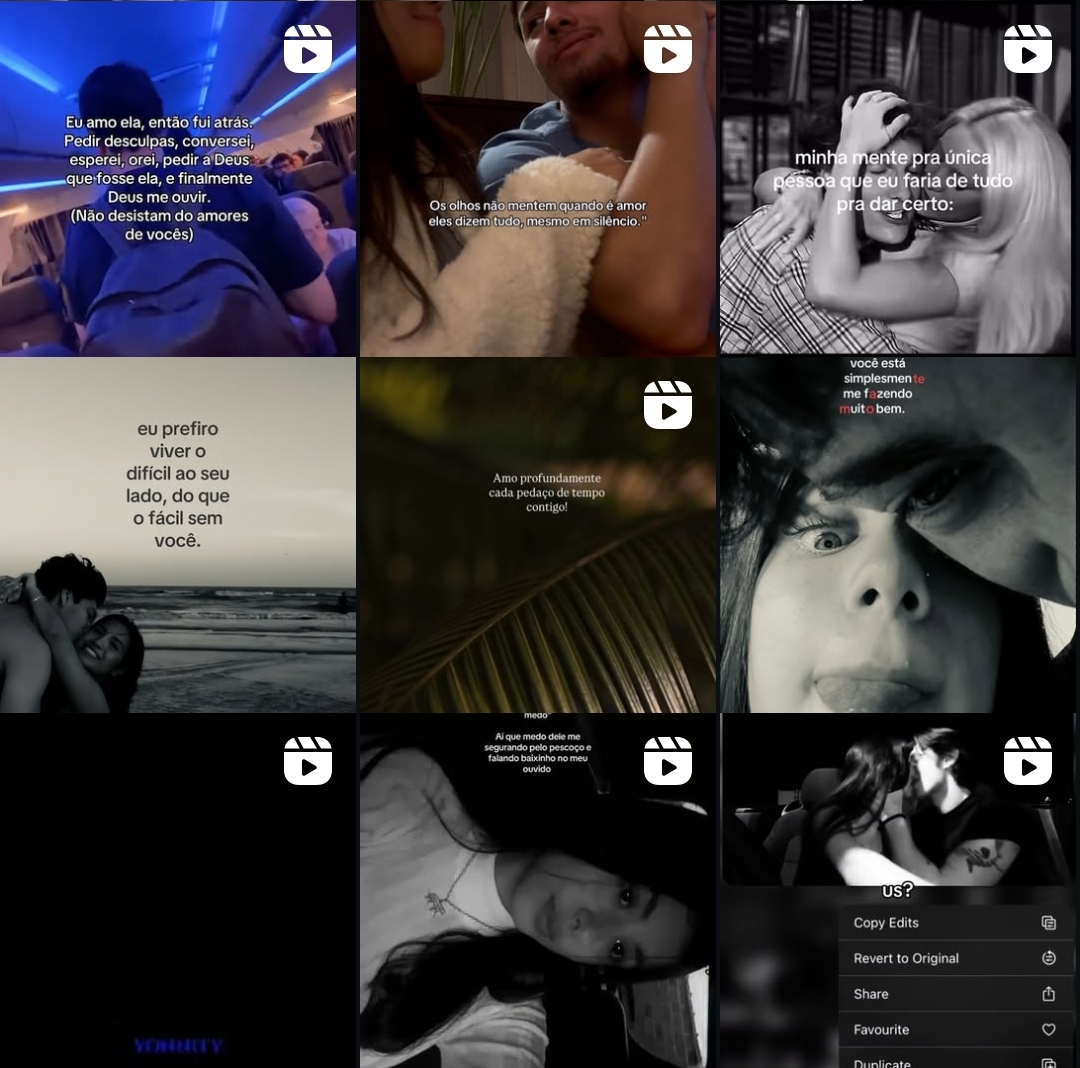 Eu amo ela, então fui atrás.
Pedir desculpas, conversei,
esperei, orei, pedir a Deus
que fosse ela, e finalmente
Deus me ouvir.
(Não desistam do amores
de vocês)
Os olhos não mentem quando é amor
eles dizem tudo, mesmo em silêncio."
minha mente pra única
pessoa que eu faria de tudo
pra dar certo:
eu prefiro
viver o
difícil ao seu
lado, do que
o fácil sem
você.
Amo profundamente
cada pedaço de tempo
contigo!
você está
simplesmente
me fazendo
muito bem.
medo"
Ai que medo dele me
segurando pelo pescoço e
falando baixinho no meu
ouvido
us?
Copy Edits
Revert to Original
Share
Favourite
Duplicate